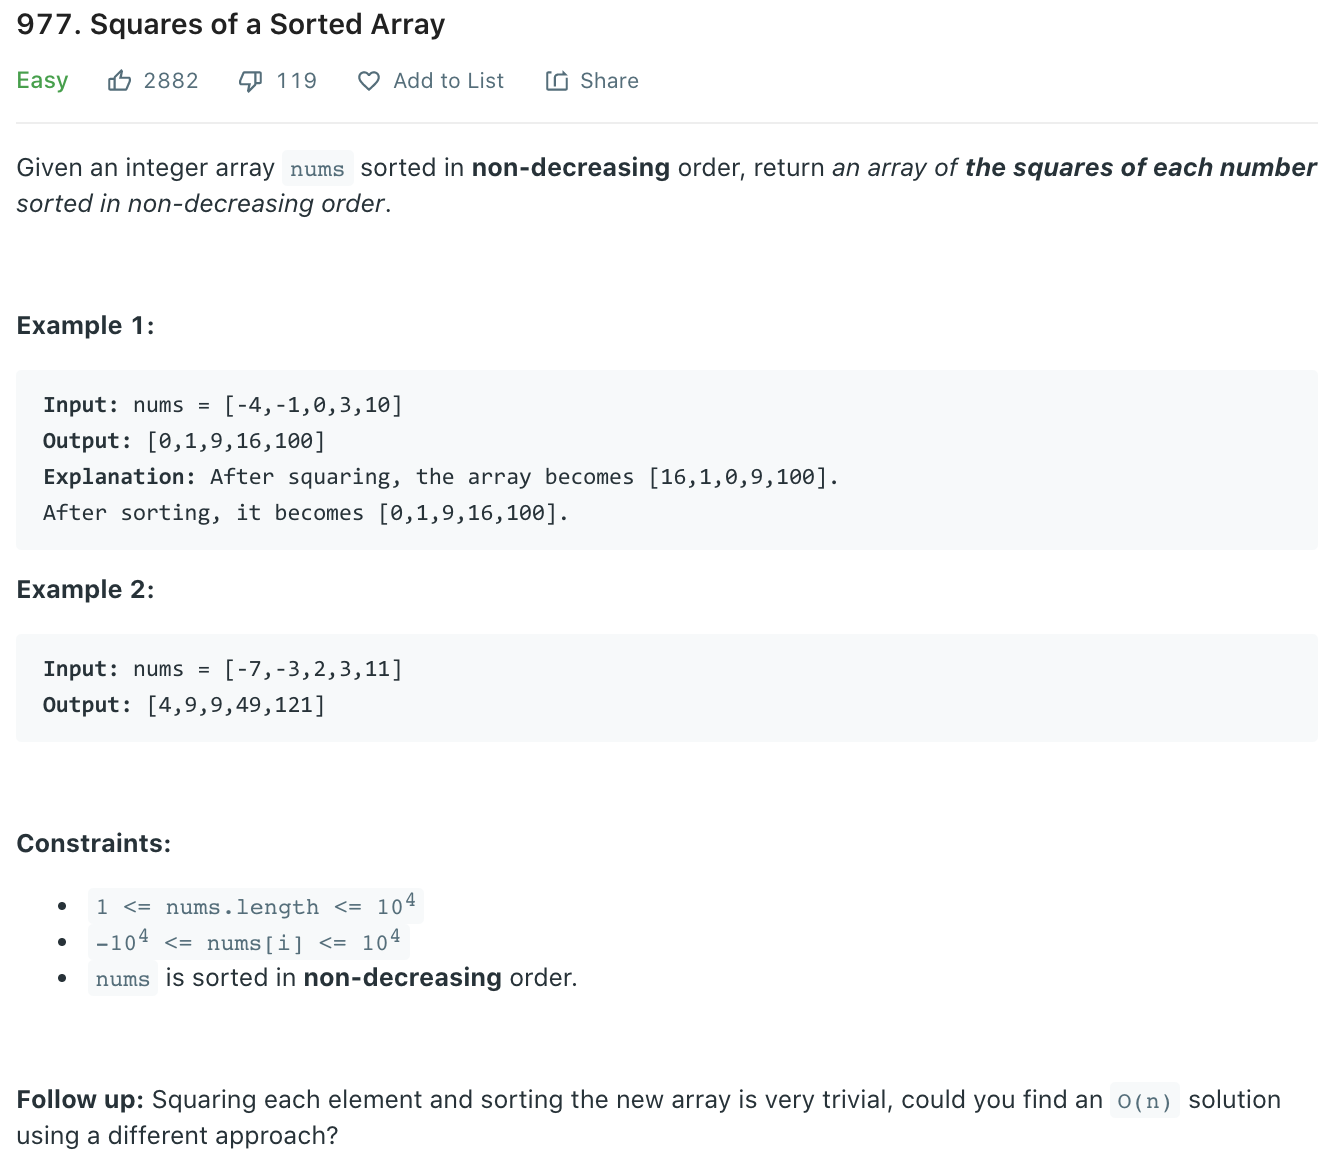 977. Squares of a Sorted Array
Easy 2882 119 Add to List Share
Given an integer array nums sorted in non-decreasing order, return an array of the squares of each number
sorted in non-decreasing order.
Example 1:
Input: nums = [-4,-1,0,3,10]
Output: [0,1,9,16,100]
Explanation: After squaring, the array becomes [16,1,0,9,100].
After sorting, it becomes [0,1,9,16,100].
Example 2:
Input: nums = [-7,-3,2,3,11]
Output: [4,9,9,49,121]
Constraints:
• 1 <= nums.length <= 10⁴
• -10⁴ <= nums[i] <= 10⁴
• nums is sorted in non-decreasing order.
Follow up: Squaring each element and sorting the new array is very trivial, could you find an O(n) solution
using a different approach?